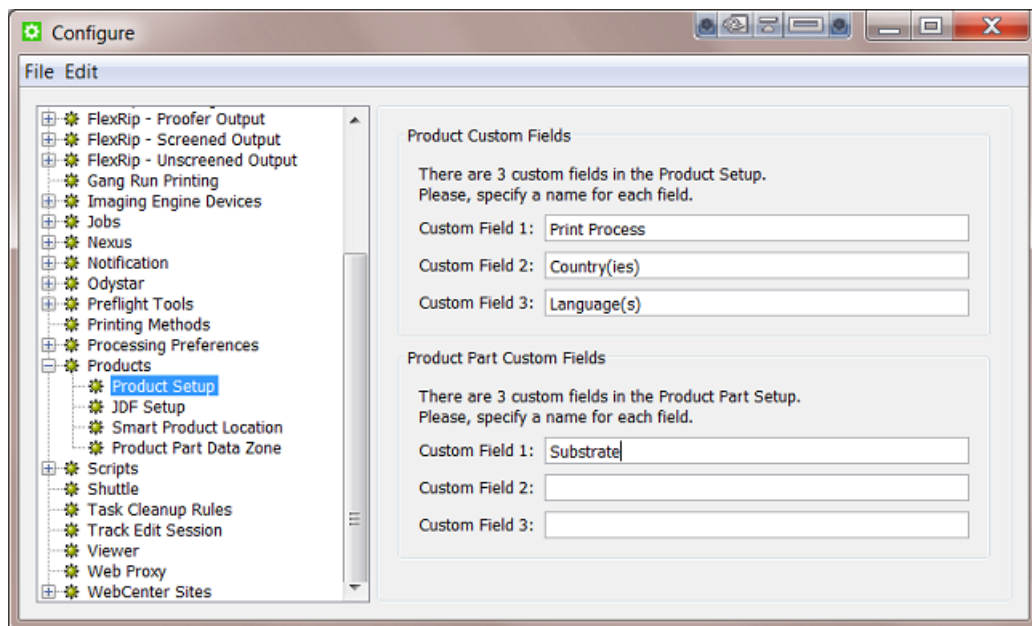 Configure
File Edit
FlexRip - Proofer Output
FlexRip - Screened Output
FlexRip - Unscreened Output
Gang Run Printing
Imaging Engine Devices
Jobs
Nexus
Notification
Odystar
Preflight Tools
Printing Methods
Processing Preferences
Products
Product Setup
JDF Setup
Smart Product Location
Product Part Data Zone
Scripts
Shuttle
Task Cleanup Rules
Track Edit Session
Viewer
Web Proxy
WebCenter Sites
Product Custom Fields
There are 3 custom fields in the Product Setup.
Please, specify a name for each field.
Custom Field 1: Print Process
Custom Field 2: Country(ies)
Custom Field 3: Language(s)
Product Part Custom Fields
There are 3 custom fields in the Product Part Setup.
Please, specify a name for each field.
Custom Field 1: Substrate
Custom Field 2:
Custom Field 3: